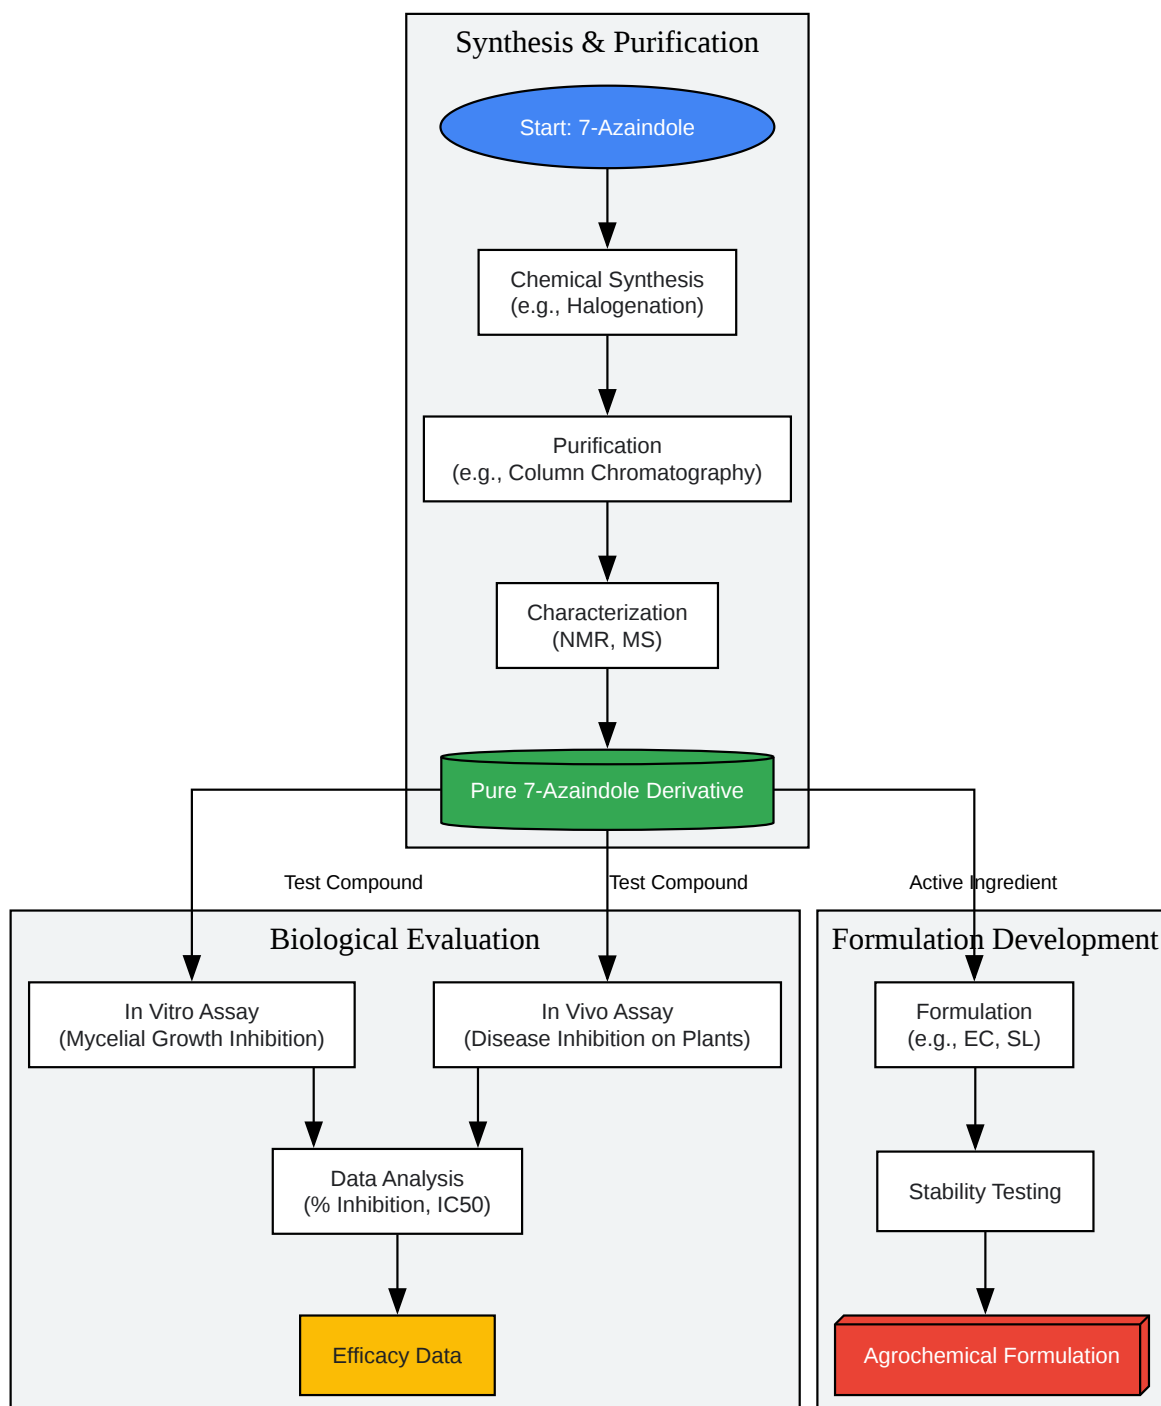 Synthesis & Purification
Start: 7-Azaindole
Chemical Synthesis
(e.g., Halogenation)
Purification
(e.g., Column Chromatography)
Characterization
(NMR, MS)
Pure 7-Azaindole Derivative
Test Compound
Test Compound
Active Ingredient
Biological Evaluation
In Vitro Assay
(Mycelial Growth Inhibition)
In Vivo Assay
(Disease Inhibition on Plants)
Data Analysis
(% Inhibition, IC50)
Efficacy Data
Formulation Development
Formulation
(e.g., EC, SL)
Stability Testing
Agrochemical Formulation